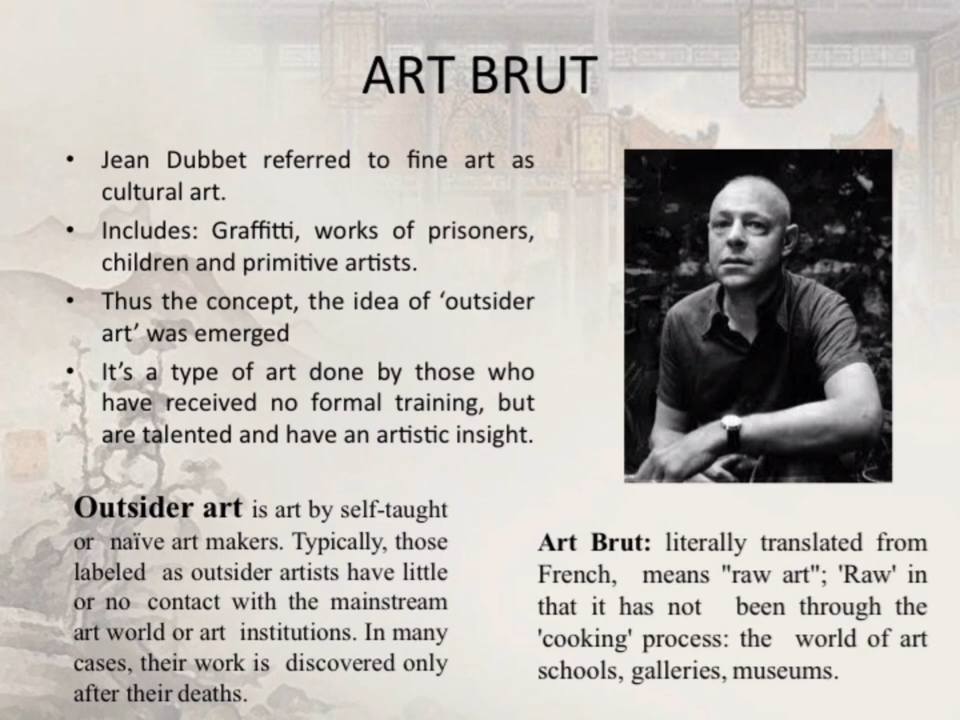 ART BRUT
• Jean Dubbet referred to fine art as
cultural art.
• Includes: Graffitti, works of prisoners,
children and primitive artists.
• Thus the concept, the idea of ‘outsider
art’ was emerged
• It’s a type of art done by those who
have received no formal training, but
are talented and have an artistic insight.
Outsider art is art by self-taught
or naïve art makers. Typically, those
labeled as outsider artists have little
or no contact with the mainstream
art world or art institutions. In many
cases, their work is discovered only
after their deaths.
Art Brut: literally translated from
French, means "raw art"; 'Raw' in
that it has not been through the
'cooking' process: the world of art
schools, galleries, museums.